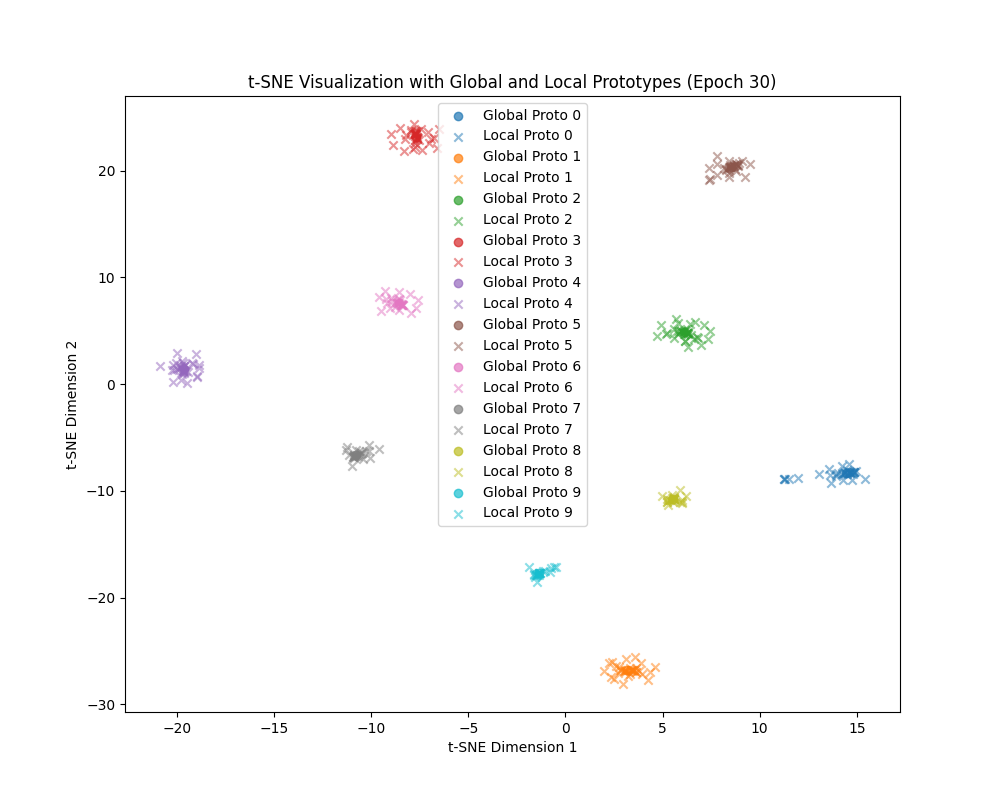 t-SNE Visualization with Global and Local Prototypes (Epoch 30)
Global Proto 0
Local Proto 0
Global Proto 1
Local Proto 1
Global Proto 2
Local Proto 2
Global Proto 3
Local Proto 3
Global Proto 4
Local Proto 4
Global Proto 5
Local Proto 5
Global Proto 6
Local Proto 6
Global Proto 7
Local Proto 7
Global Proto 8
Local Proto 8
Global Proto 9
Local Proto 9
t-SNE Dimension 2
20
10
0
−10
−20
−30
−20 −15 −10 −5 0 5 10 15
t-SNE Dimension 1